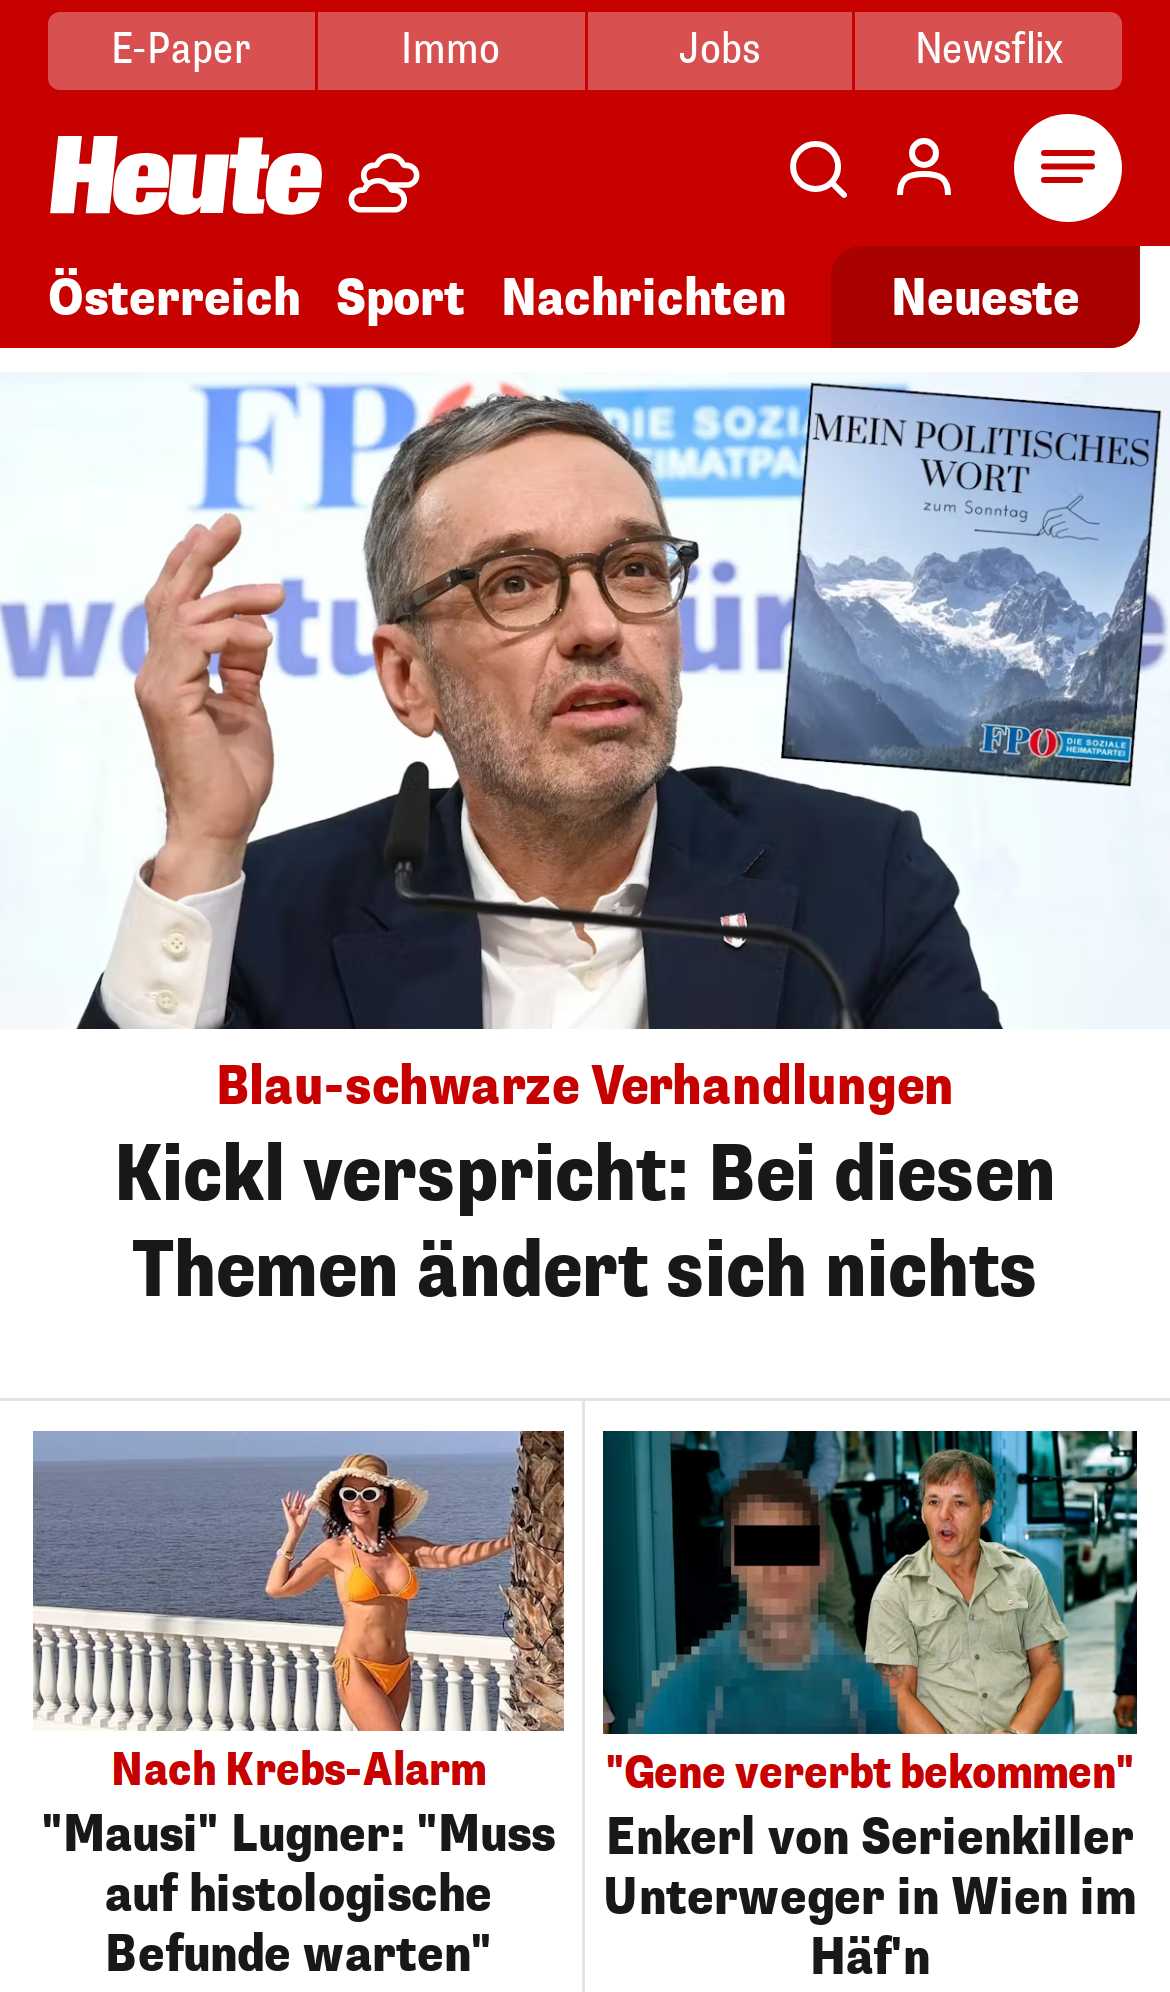 E-Paper
Immo
Jobs
Newsflix
Heute
Österreich
Sport
Nachrichten
Neueste
FPÖ
DIE SOZI
HEIMATPA
MEIN POLITISCHES
WORT
zum Sonntag
FPÖ
DIE SOZIALE
HEIMATPARTEI
Blau-schwarze Verhandlungen
Kickl verspricht: Bei diesen
Themen ändert sich nichts
Nach Krebs-Alarm
"Mausi" Lugner: "Muss
auf histologische
Befunde warten"
"Gene vererbt bekommen"
Enkerl von Serienkiller
Unterweger in Wien im
Häf'n